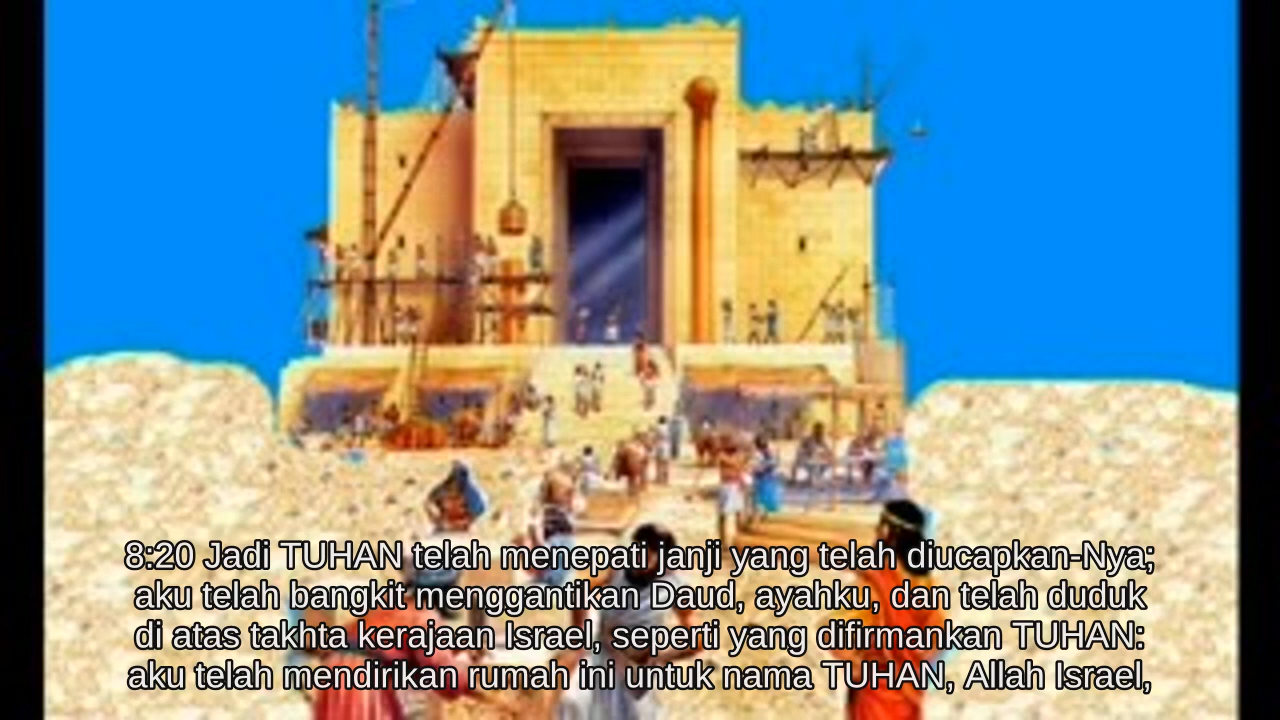 8:20 Jadi TUHAN telah menepati janji yang telah diucapkan-Nya;
aku telah bangkit menggantikan Daud, ayahku, dan telah duduk
di atas takhta kerajaan Israel, seperti yang difirmankan TUHAN:
aku telah mendirikan rumah ini untuk nama TUHAN, Allah Israel,